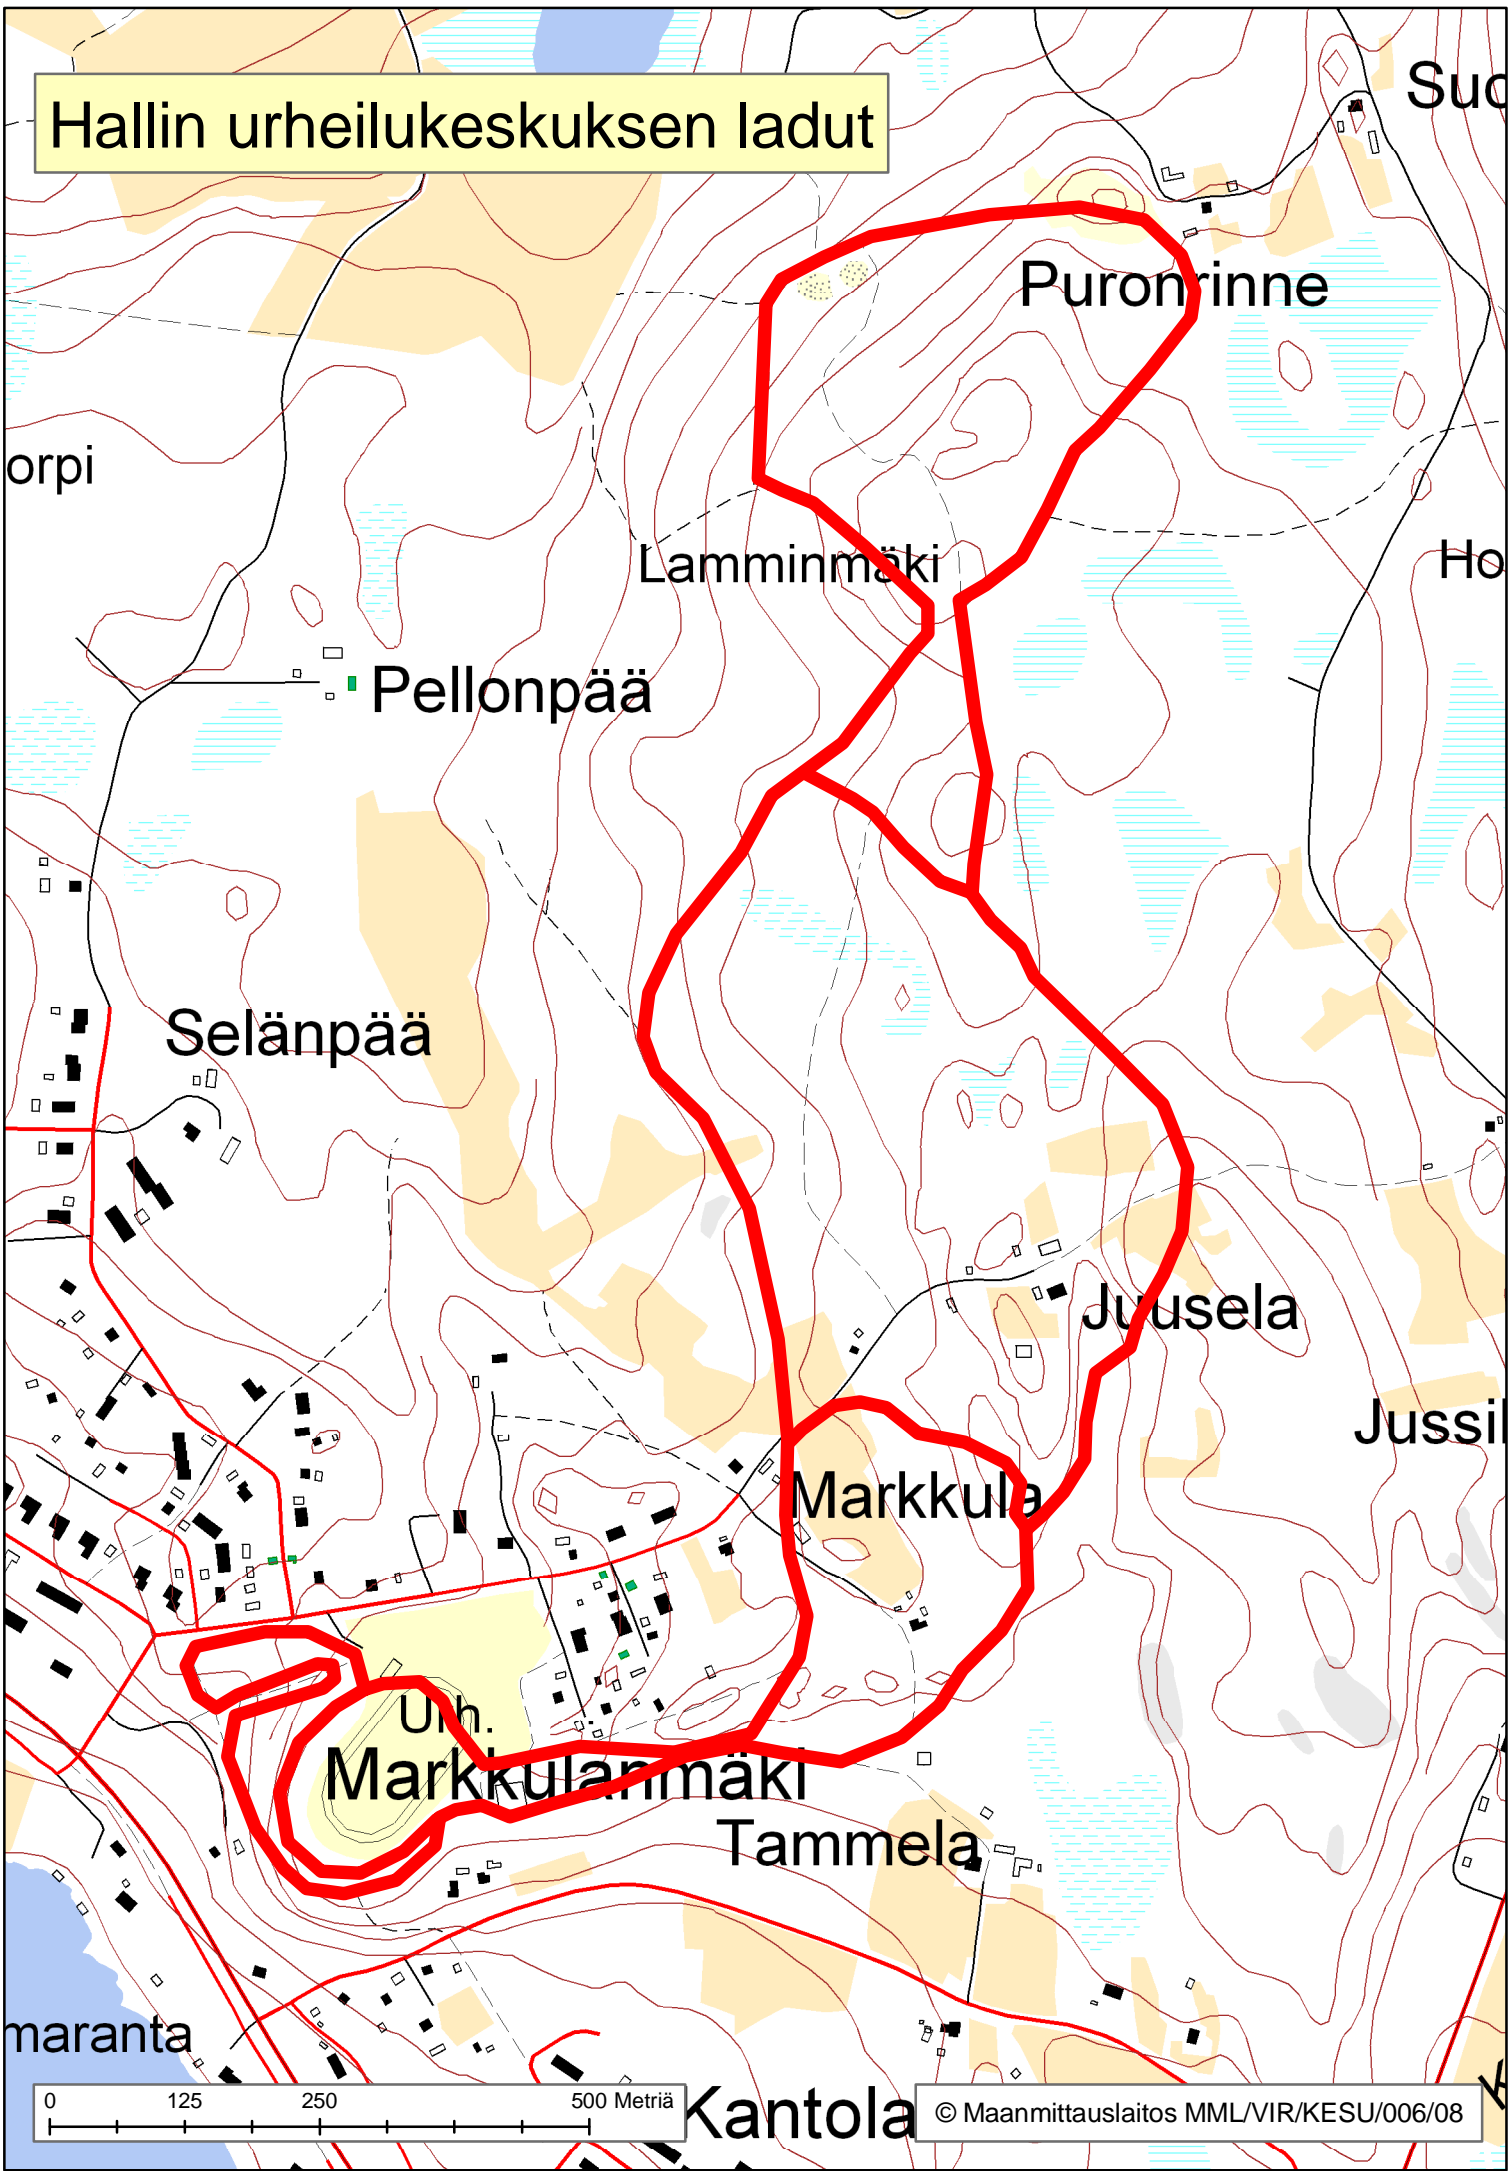 Suo
Hallin urheilukeskuksen ladut
Puronrinne
orpi
Lamminmäki
Ho
Pellonpää
Selänpää
Juusela
Jussil
Markkula
Urh.
Markkulanmäki
Tammela
maranta
0 125 250 500 Metriä
Kantola
© Maanmittauslaitos MML/VIR/KESU/006/08